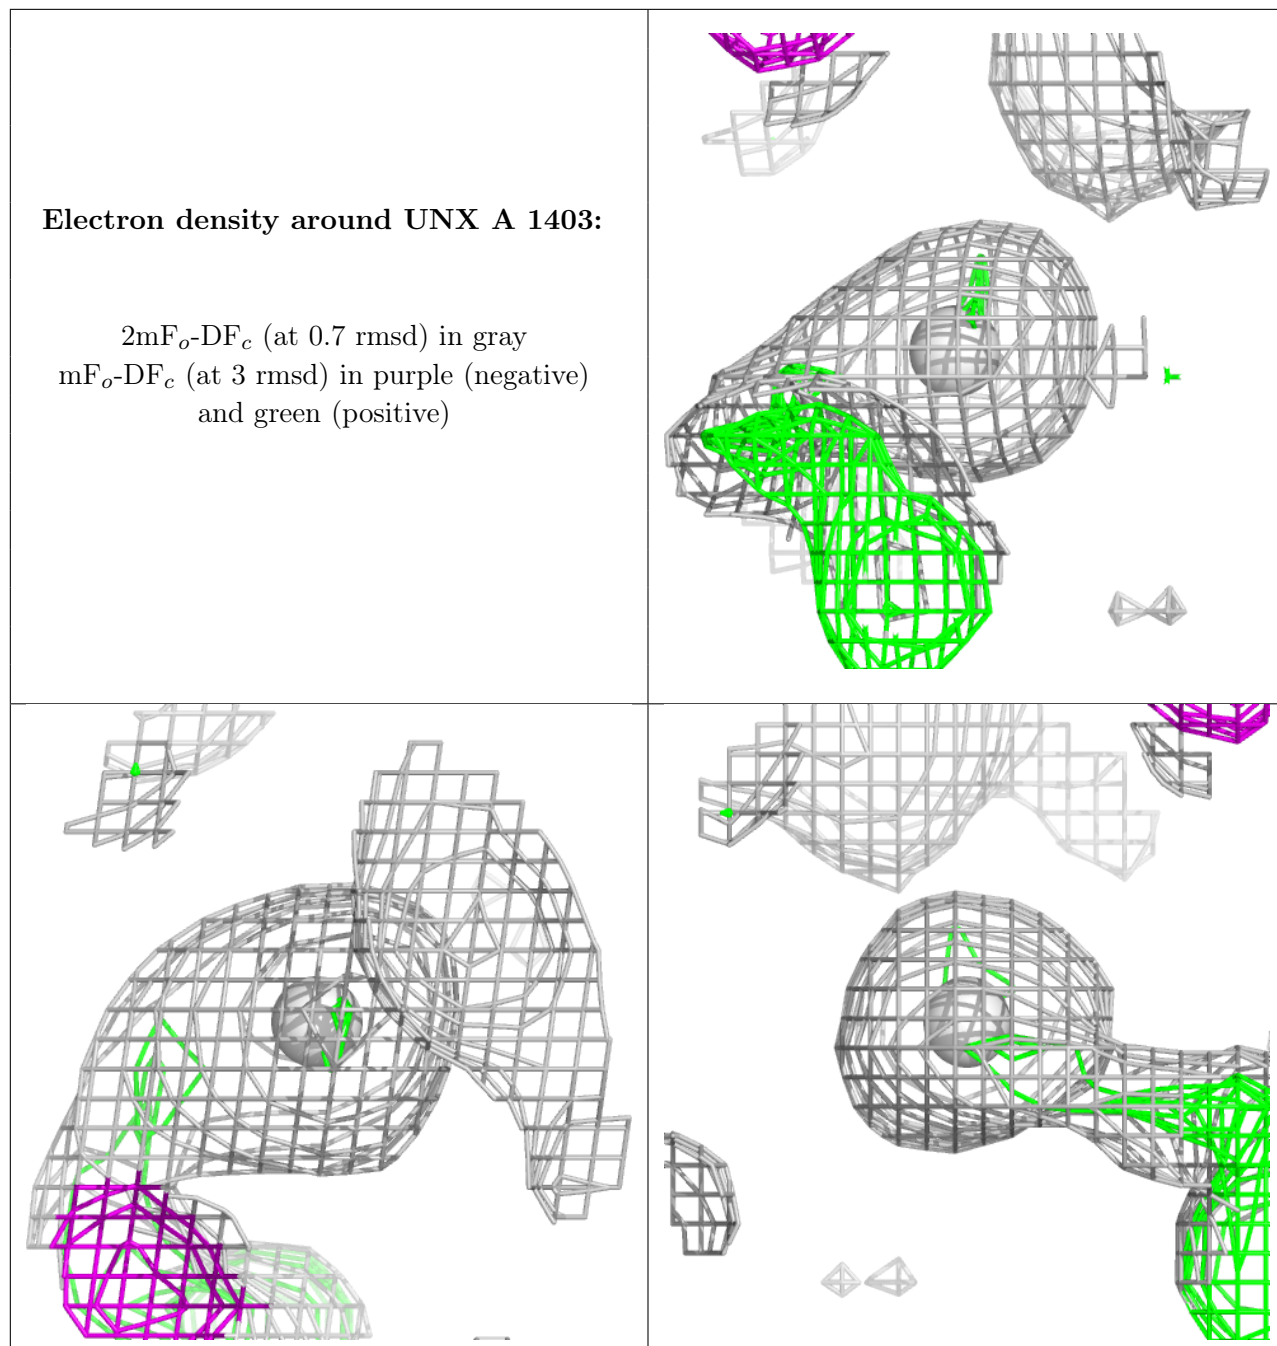 Electron density around UNX A 1403:
2mFo-DFc (at 0.7 rmsd) in gray
mFo-DFc (at 3 rmsd) in purple (negative)
and green (positive)